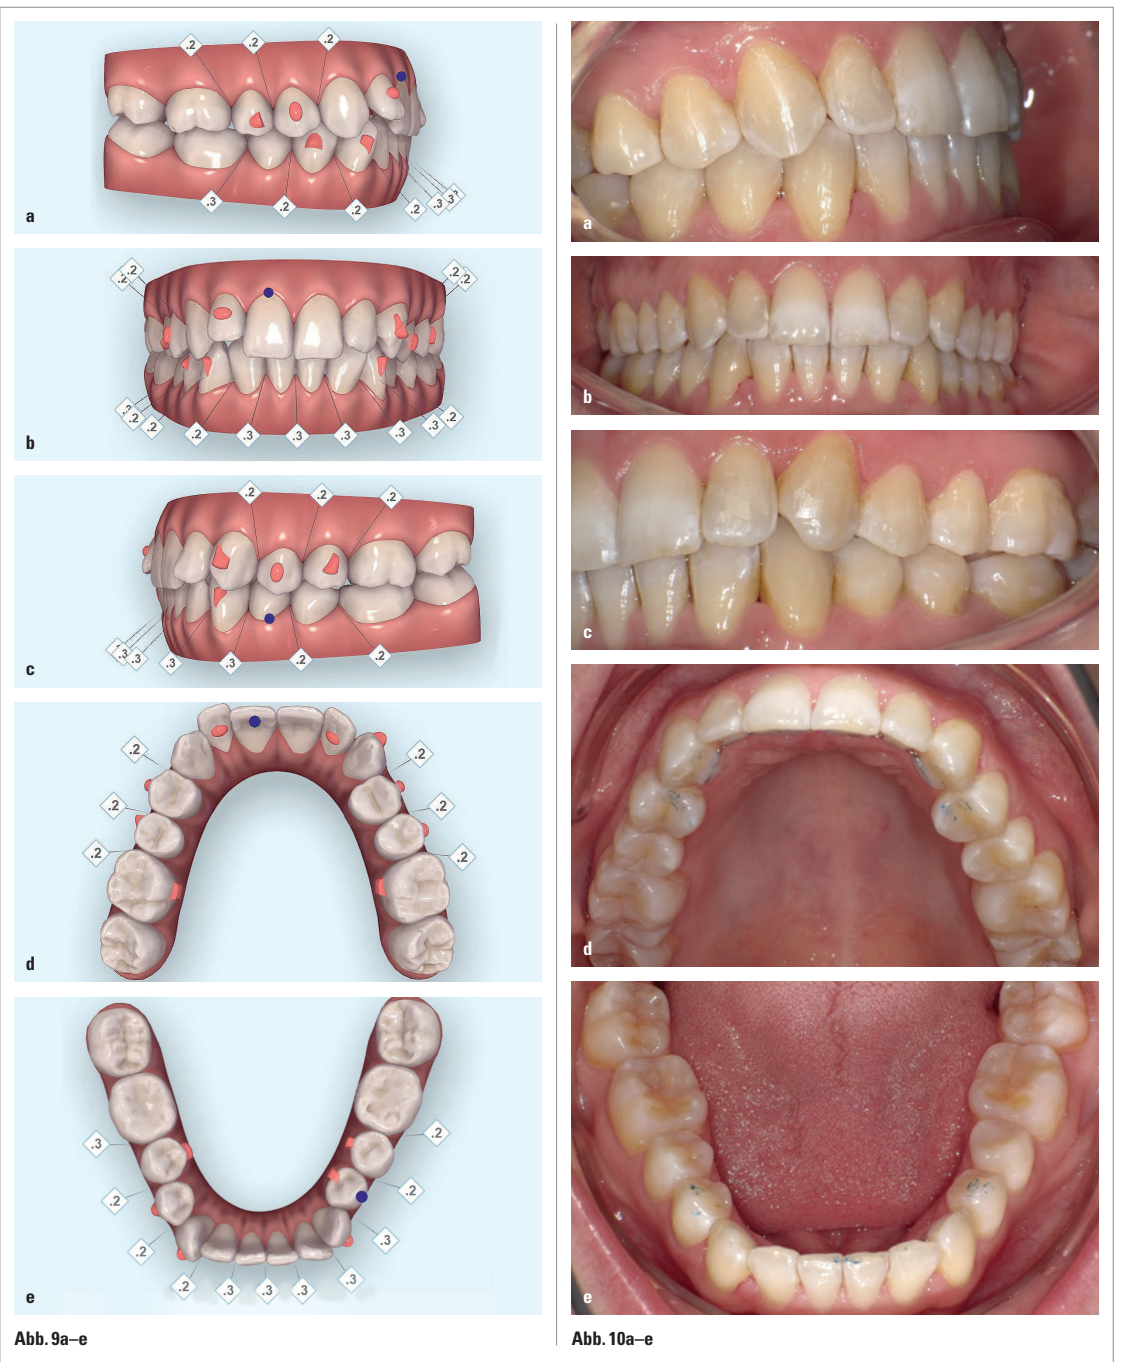 .2 .2 .2
.3 .2 .2 .2 .3 3
a
.2 .2 .2 .2
.2 .2 .2 .3 .3 .3 .3 .3 .2
b
.2 .2 .2
.3 .3 .3 .3 .2 .2
c
.2 .2
.2 .2
.2 .2
d
.3 .2
.2 .2
.2 .3
.2 .3 .3 .3 .3
e
Abb. 9a–e
a
b
c
d
e
Abb. 10a–e